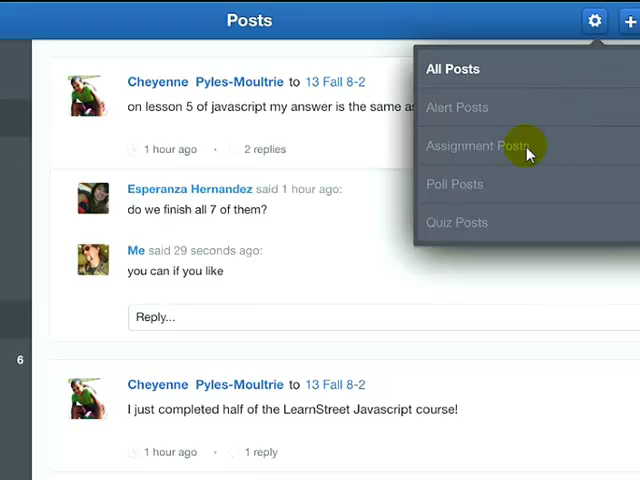 Posts
All Posts
Alert Posts
Assignment Posts
Poll Posts
Quiz Posts
Cheyenne Pyles-Moultrie to 13 Fall 8-2
on lesson 5 of javascript my answer is the same as
1 hour ago • 2 replies
Esperanza Hernandez said 1 hour ago:
do we finish all 7 of them?
Me said 29 seconds ago:
you can if you like
Reply...
6
Cheyenne Pyles-Moultrie to 13 Fall 8-2
I just completed half of the LearnStreet Javascript course!
1 hour ago • 1 reply